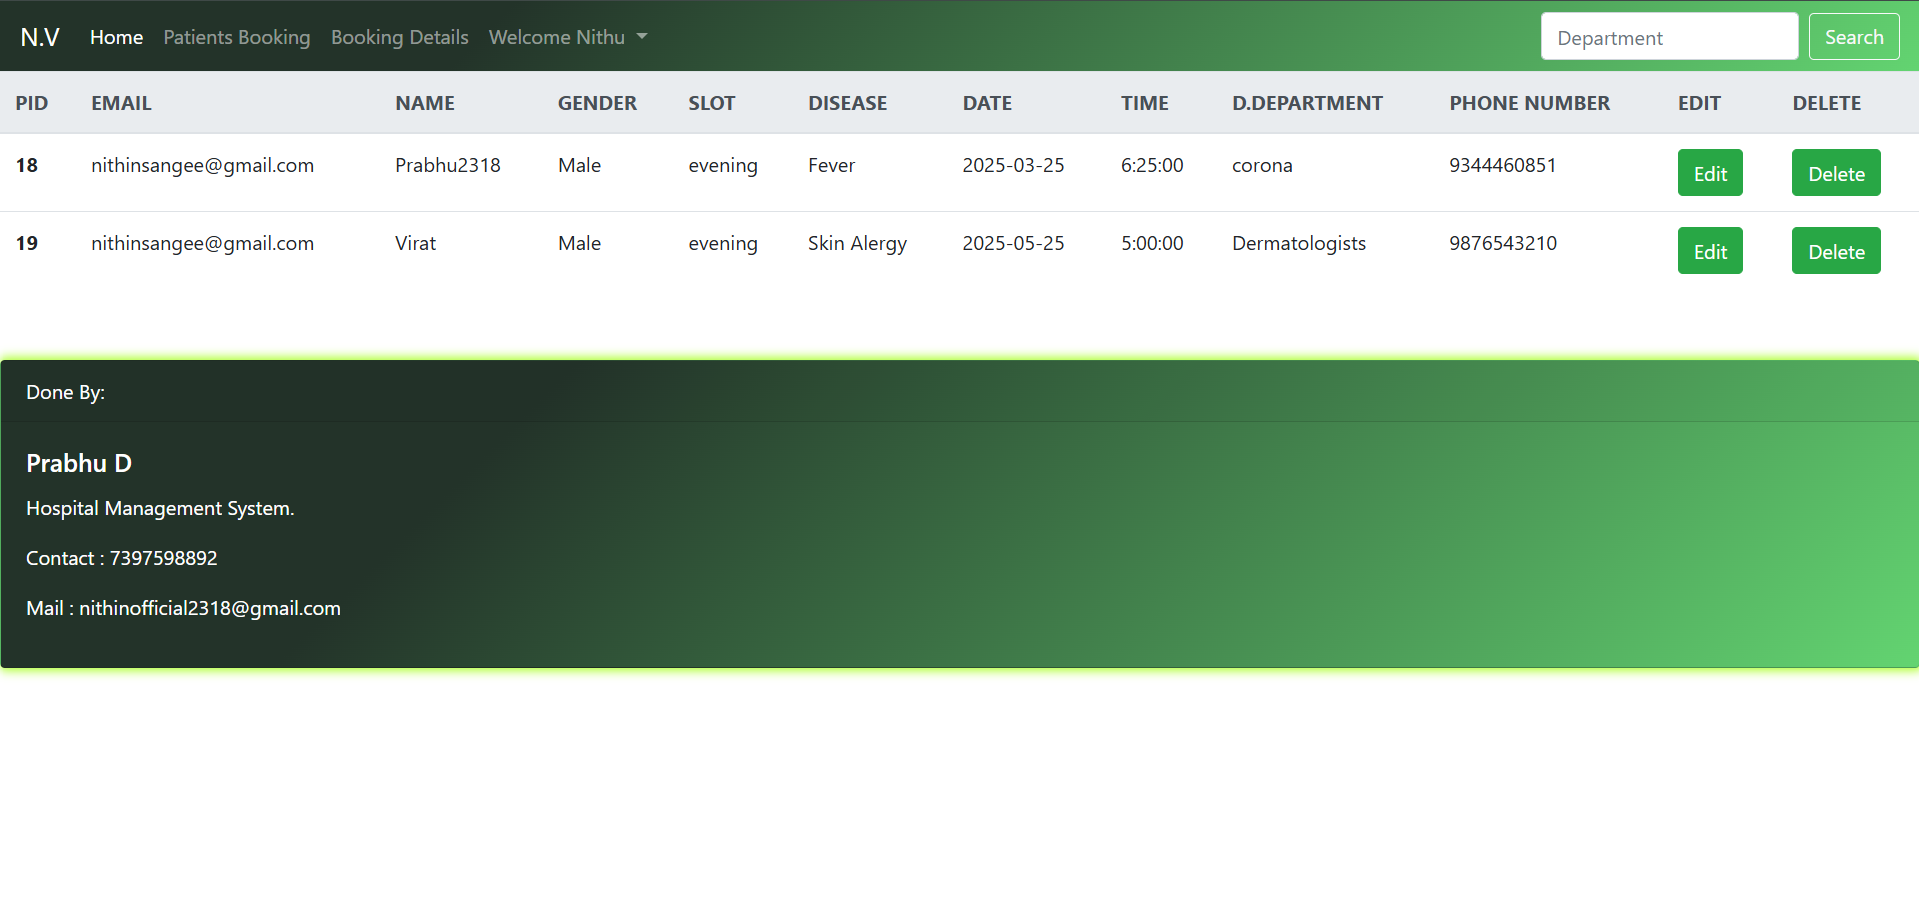 N.V Home Patients Booking Booking Details Welcome Nithu Department Search
PID EMAIL NAME GENDER SLOT DISEASE DATE TIME D.DEPARTMENT PHONE NUMBER EDIT DELETE
18 nithinsangee@gmail.com Prabhu2318 Male evening Fever 2025-03-25 6:25:00 corona 9344460851 Edit Delete
19 nithinsangee@gmail.com Virat Male evening Skin Alergy 2025-05-25 5:00:00 Dermatologists 9876543210 Edit Delete
Done By:
Prabhu D
Hospital Management System.
Contact : 7397598892
Mail : nithinofficial2318@gmail.com